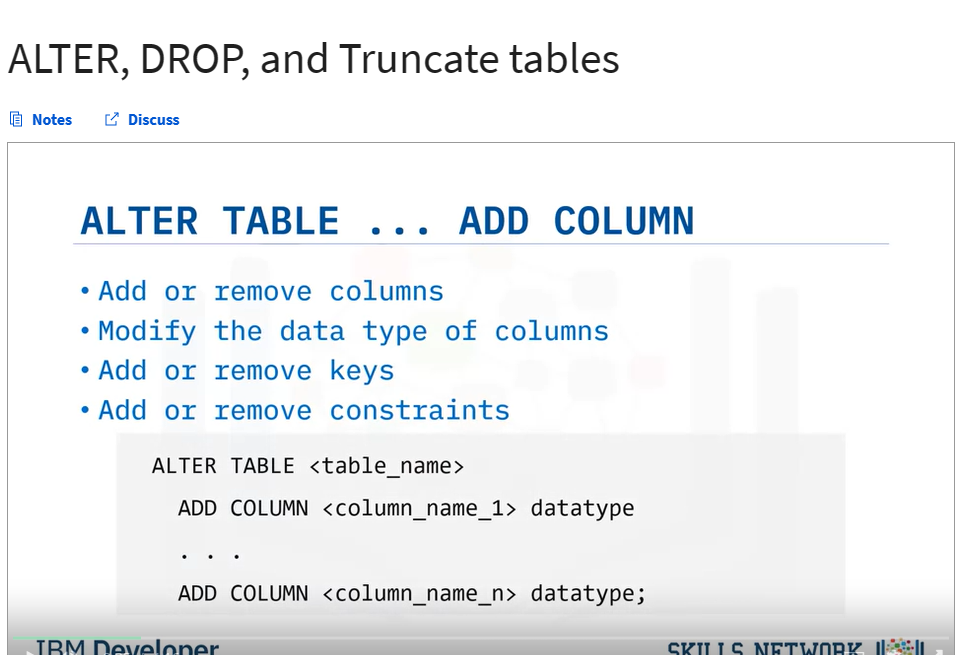 ALTER, DROP, and Truncate tables
Notes Discuss
ALTER TABLE ... ADD COLUMN
• Add or remove columns
• Modify the data type of columns
• Add or remove keys
• Add or remove constraints
ALTER TABLE <table_name>
ADD COLUMN <column_name_1> datatype
. . .
ADD COLUMN <column_name_n> datatype;
IBM Developer SKILLS NETWORK